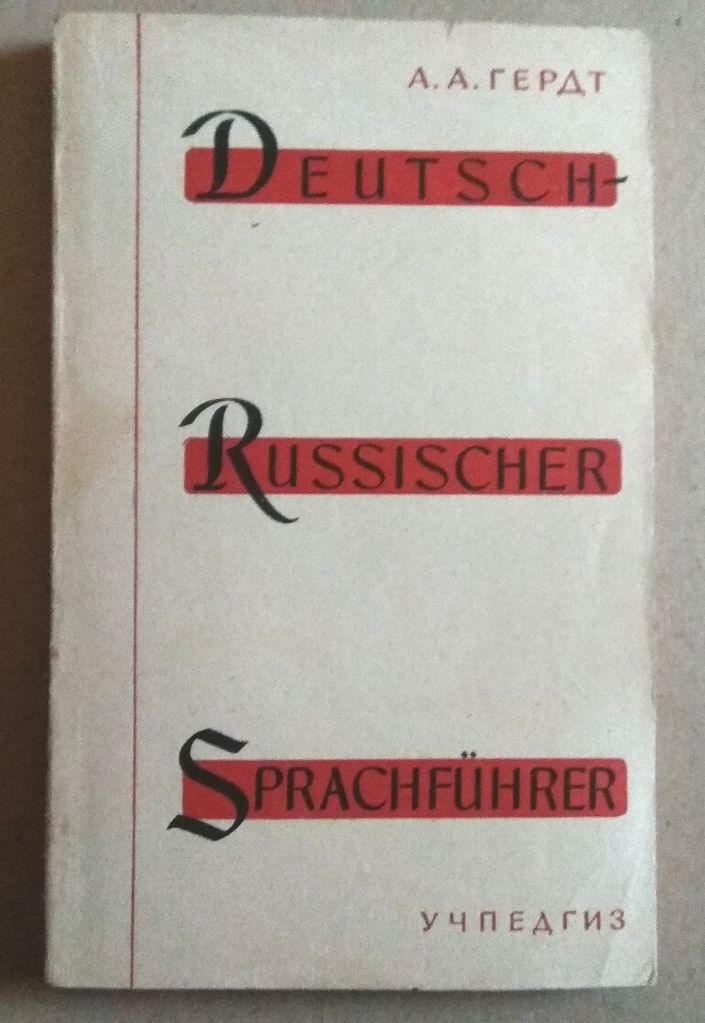 А. А. ГЕРДТ
DEUTSCH-
RUSSISCHER
SPRACHFÜHRER
УЧПЕДГИЗ